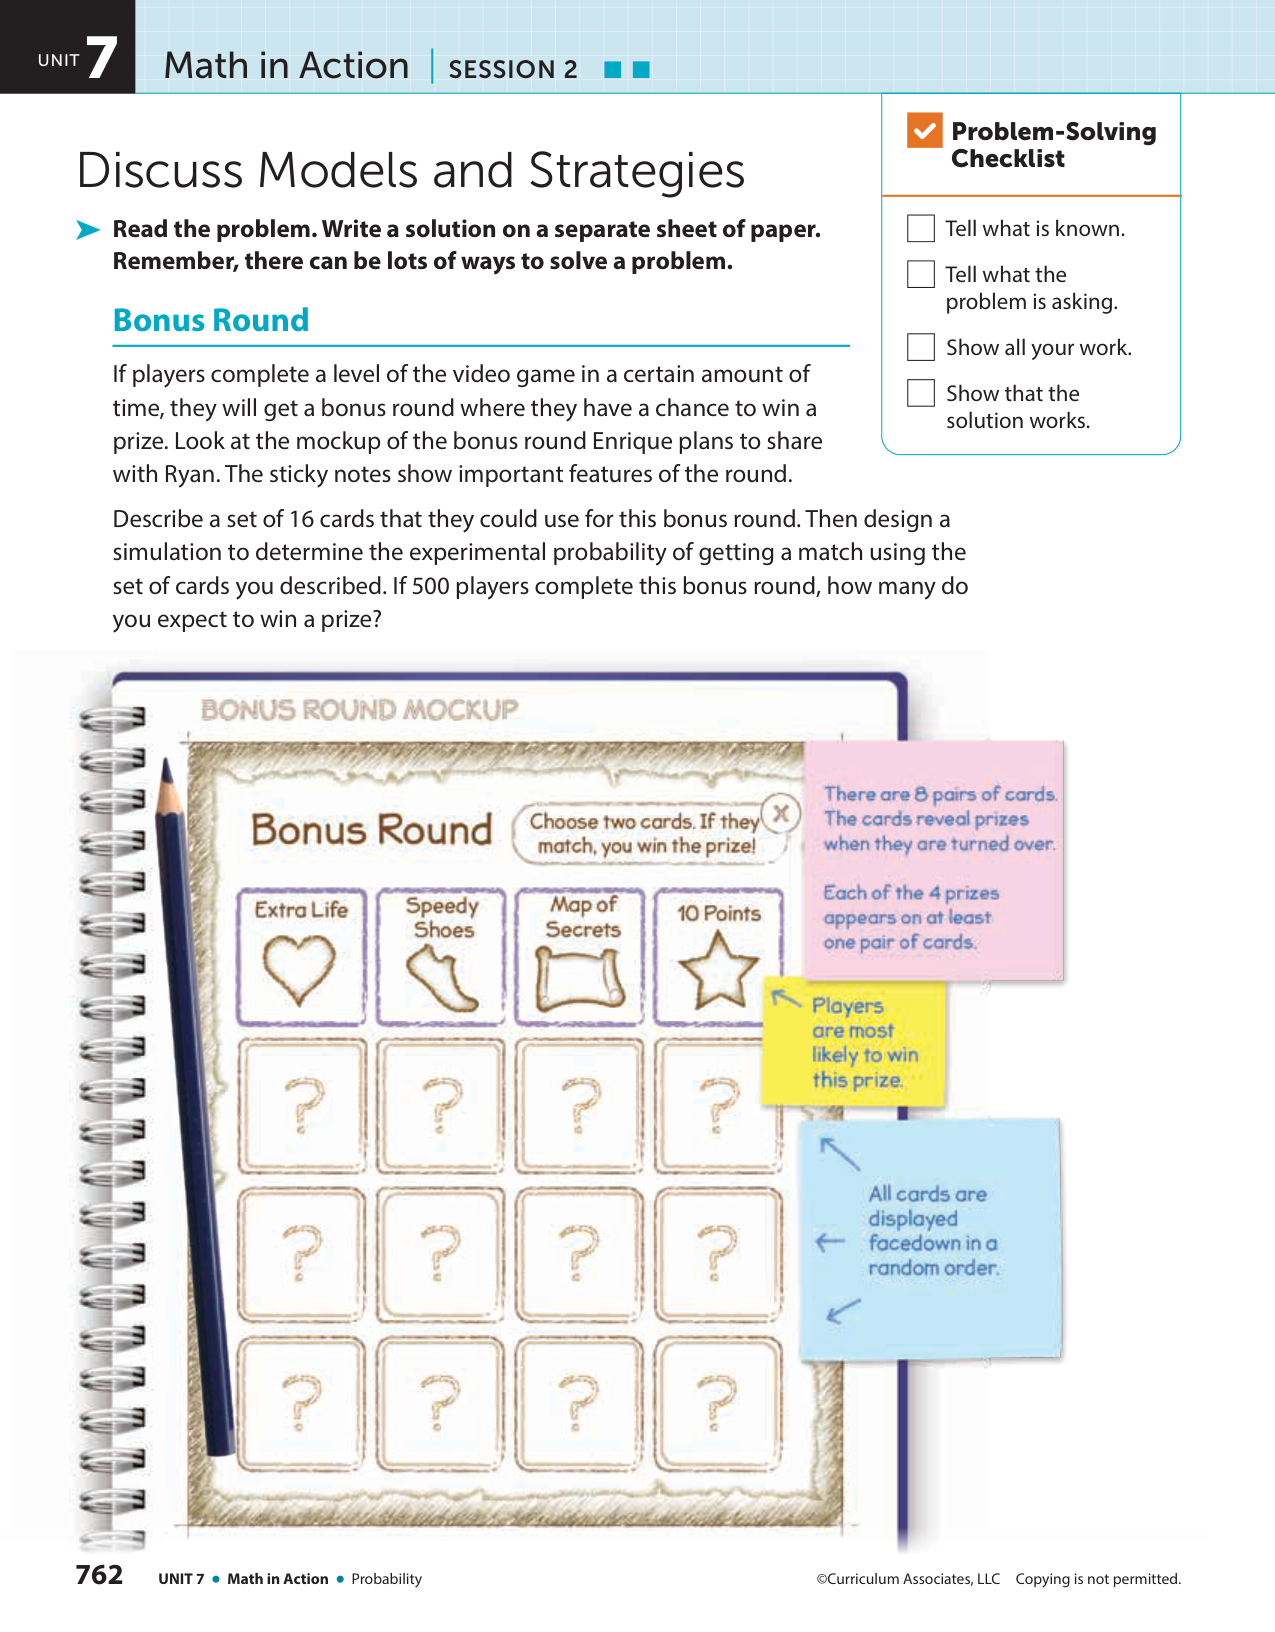 UNIT 7 Math in Action | SESSION 2
Problem-Solving
Checklist
Tell what is known.
Tell what the
problem is asking.
Show all your work.
Show that the
solution works.
Discuss Models and Strategies
Read the problem. Write a solution on a separate sheet of paper.
Remember, there can be lots of ways to solve a problem.
Bonus Round
If players complete a level of the video game in a certain amount of
time, they will get a bonus round where they have a chance to win a
prize. Look at the mockup of the bonus round Enrique plans to share
with Ryan. The sticky notes show important features of the round.
Describe a set of 16 cards that they could use for this bonus round. Then design a
simulation to determine the experimental probability of getting a match using the
set of cards you described. If 500 players complete this bonus round, how many do
you expect to win a prize?
BONUS ROUND MOCKUP
Bonus Round
Choose two cards. If they
match, you win the prize!
X
There are 8 pairs of cards.
The cards reveal prizes
when they are turned over.
Each of the 4 prizes
appears on at least
one pair of cards.
Extra Life
Speedy
Shoes
Map of
Secrets
10 Points
Players
are most
likely to win
this prize.
? ? ? ?
All cards are
displayed
facedown in a
random order.
? ? ? ?
? ? ? ?
762 UNIT 7 • Math in Action • Probability
©Curriculum Associates, LLC Copying is not permitted.